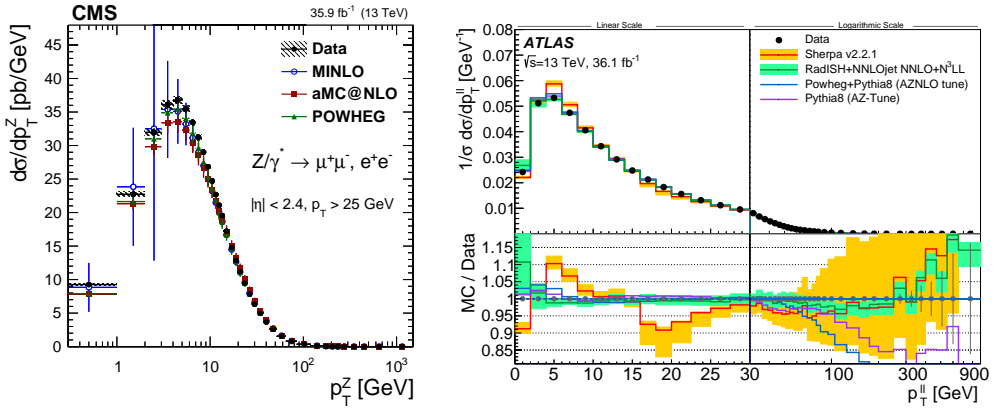 CMS
35.9 fb⁻¹ (13 TeV)
dσ/dp_T^Z [pb/GeV]
50
45
40
35
30
25
20
15
10
5
0
Data
MINLO
aMC@NLO
POWHEG
Z/γ* → μ⁺μ⁻, e⁺e⁻
|η| < 2.4, p_T > 25 GeV
1
10
10²
10³
p_T^Z [GeV]
Linear Scale
Logarithmic Scale
ATLAS
√s=13 TeV, 36.1 fb⁻¹
Data
Sherpa v2.2.1
RadISH+NNLOjet NNLO+N³LL
Powheg+Pythia8 (AZNLO tune)
Pythia8 (AZ-Tune)
1/σ dσ/dp_T^ll [GeV⁻¹]
0.08
0.07
0.06
0.05
0.04
0.03
0.02
0.01
MC / Data
1.15
1.1
1.05
1
0.95
0.9
0.85
0
5
10
15
20
25
30
100
300
900
p_T^ll [GeV]